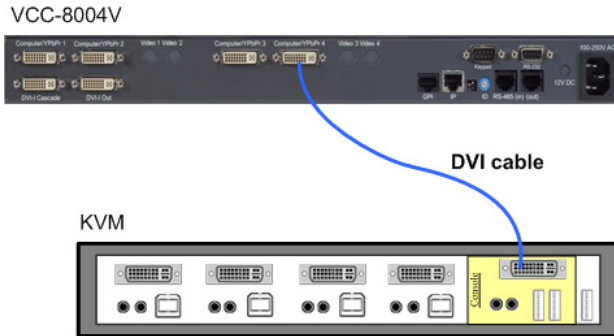 VCC-8004V
Computer/YPbPr 1 Computer/YPbPr 2 Video 1 Video 2 Computer/YPbPr 3 Computer/YPbPr 4 Video 3 Video 4
100-250V AC
Keypad RS-232
12V DC
DVI-I Cascade DVI-I Out GPI IP ID RS-485 (in) (out)
DVI cable
KVM
Console